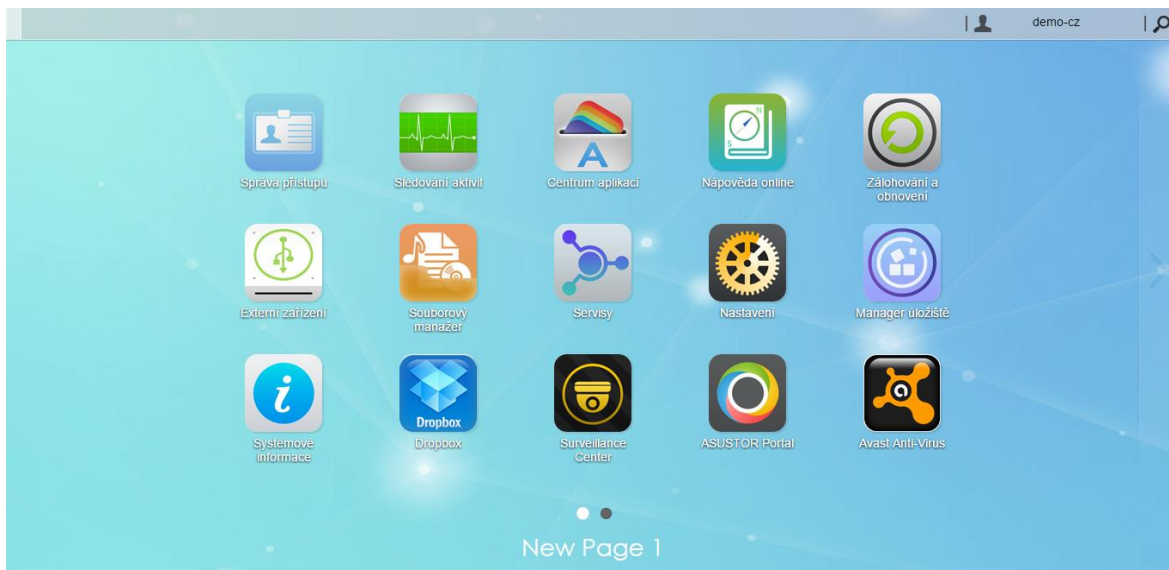 demo-cz
Správa přístupu
Sledování aktivit
Centrum aplikací
Nápověda online
Zálohování a
obnovení
Externí zařízení
Souborový
manažer
Servisy
Nastavení
Manager úložiště
Systémové
informace
Dropbox
Dropbox
Surveillance
Center
ASUSTOR Portal
Avast Anti-Virus
New Page 1